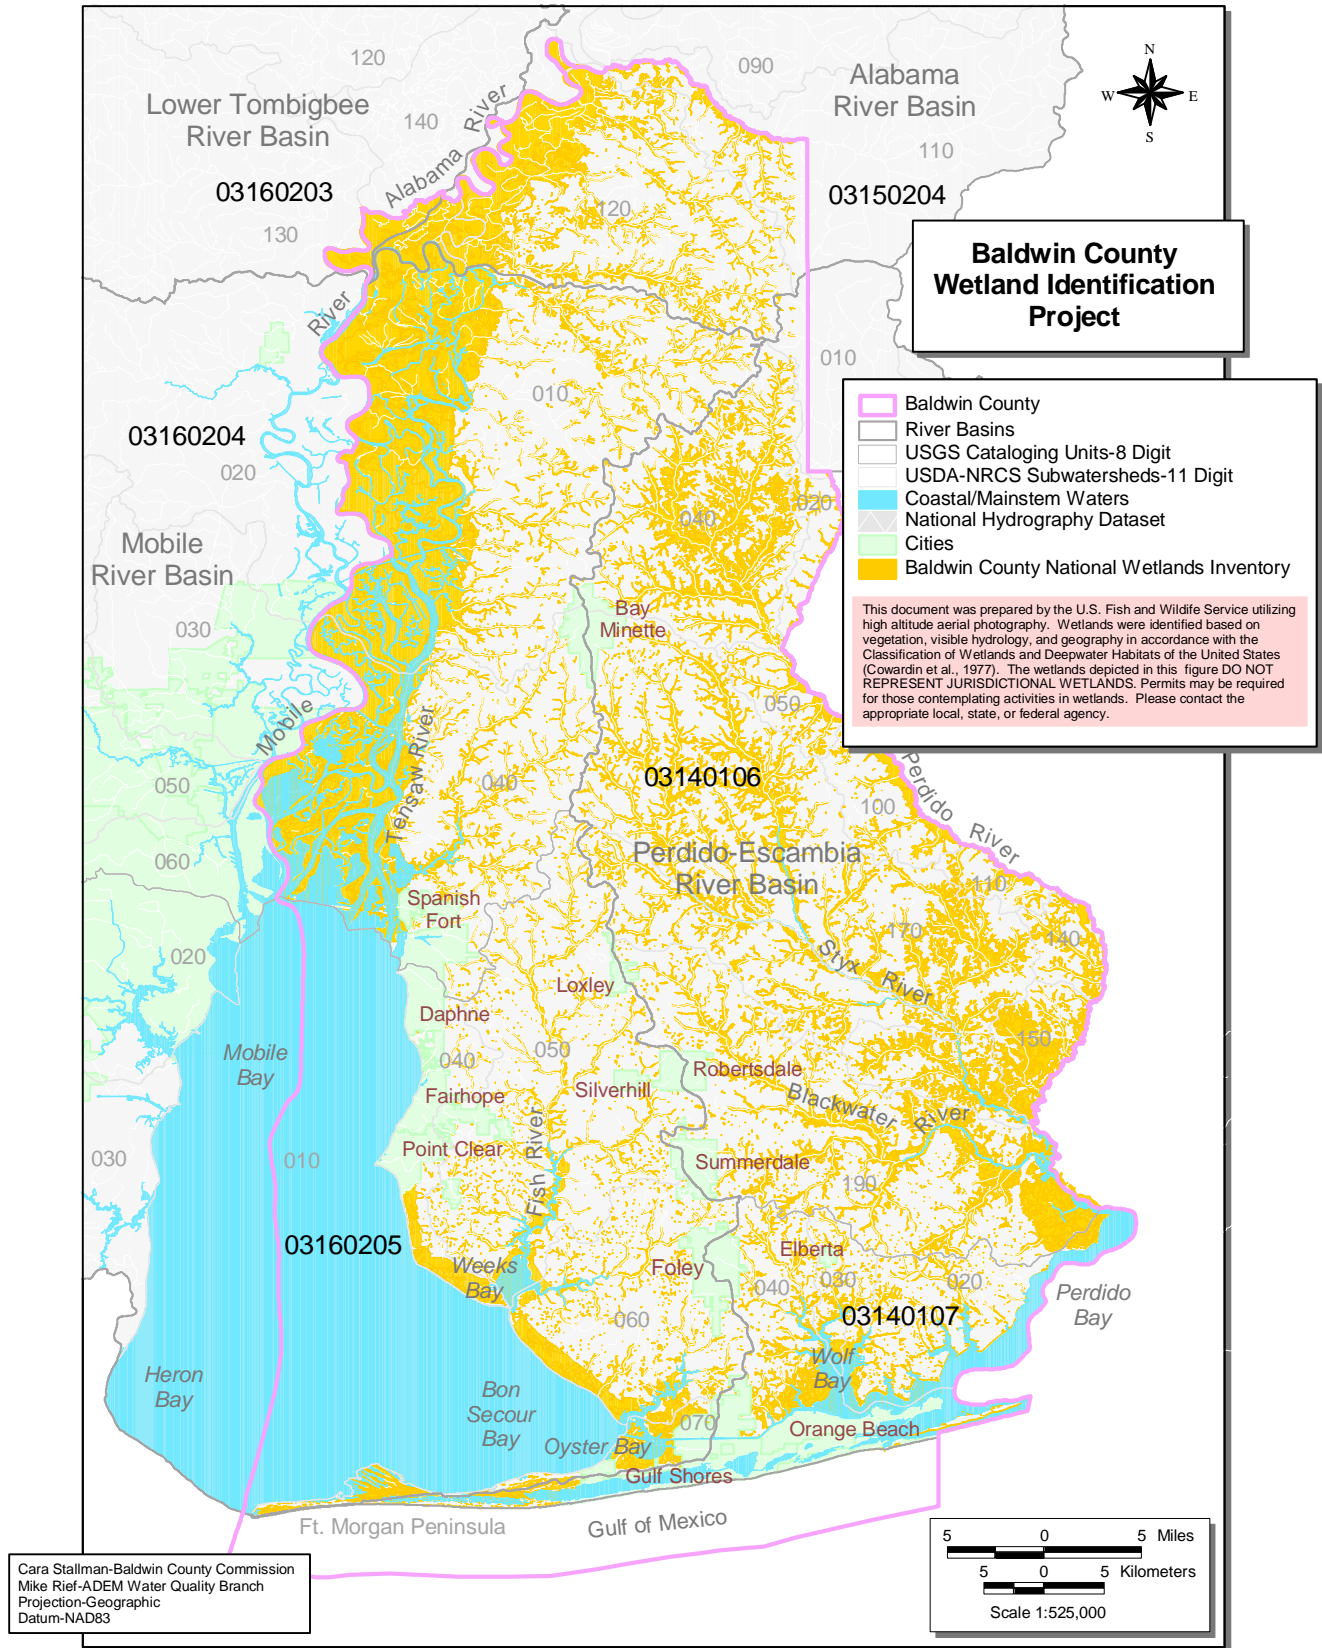 120
090
Alabama
River Basin
N
W
E
S
Lower Tombigbee
River Basin
140
Alabama River
110
03160203
03150204
120
130
Baldwin County
Wetland Identification
Project
River
010
010
Baldwin County
River Basins
USGS Cataloging Units-8 Digit
USDA-NRCS Subwatersheds-11 Digit
Coastal/Mainstem Waters
National Hydrography Dataset
Cities
Baldwin County National Wetlands Inventory
This document was prepared by the U.S. Fish and Wildife Service utilizing
high altitude aerial photography. Wetlands were identified based on
vegetation, visible hydrology, and geography in accordance with the
Classification of Wetlands and Deepwater Habitats of the United States
(Cowardin et al., 1977). The wetlands depicted in this figure DO NOT
REPRESENT JURISDICTIONAL WETLANDS. Permits may be required
for those contemplating activities in wetlands. Please contact the
appropriate local, state, or federal agency.
03160204
020
020
040
Mobile
River Basin
Bay
Minette
030
050
Mobile
Tensaw River
03140106
040
050
100
Perdido River
060
Perdido-Escambia
River Basin
110
Spanish
Fort
170
140
020
Styx River
Loxley
Daphne
150
Mobile
Bay
040
050
Robertsdale
Silverhill
Fairhope
Blackwater River
Point Clear
Fish River
030
010
Summerdale
190
03160205
Elberta
Weeks
Bay
Foley
040
030
020
Perdido
Bay
060
03140107
Wolf
Bay
Heron
Bay
Bon
Secour
Bay
070
Orange Beach
Oyster Bay
Gulf Shores
Ft. Morgan Peninsula
Gulf of Mexico
5 0 5 Miles
5 0 5 Kilometers
Scale 1:525,000
Cara Stallman-Baldwin County Commission
Mike Rief-ADEM Water Quality Branch
Projection-Geographic
Datum-NAD83